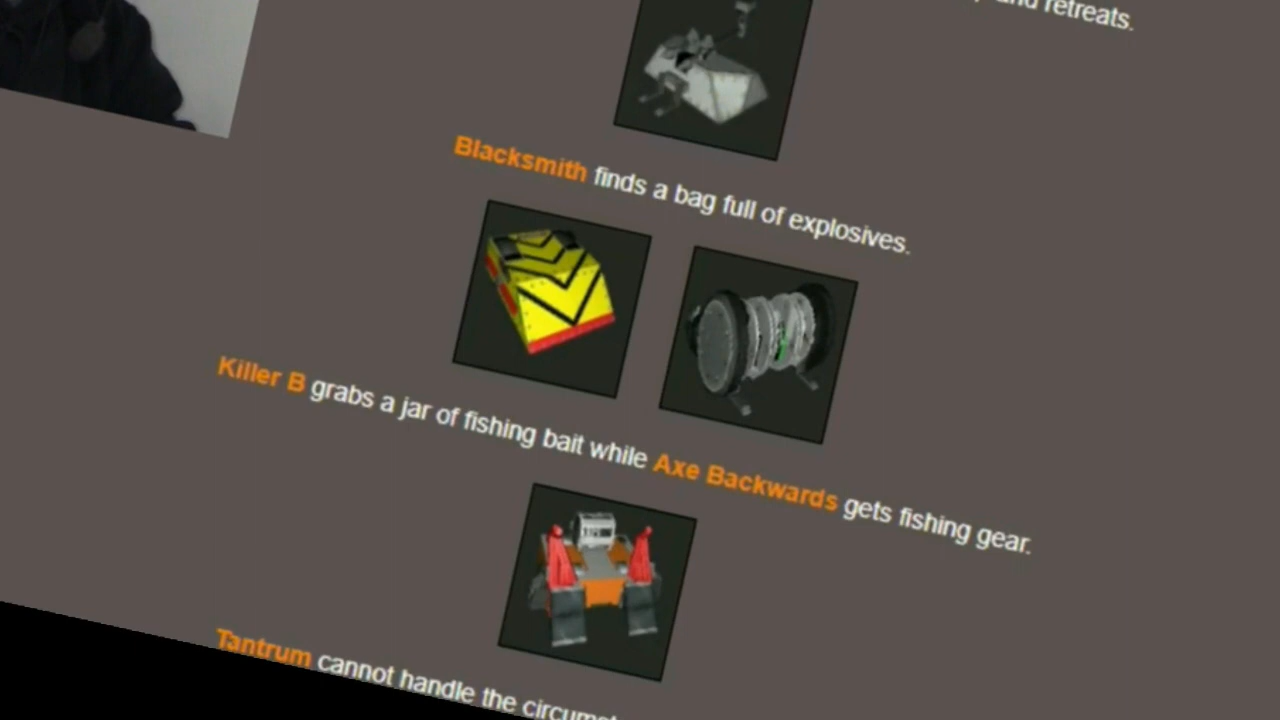 and retreats.
Blacksmith finds a bag full of explosives.
Killer B grabs a jar of fishing bait while Axe Backwards gets fishing gear.
Tantrum cannot handle the